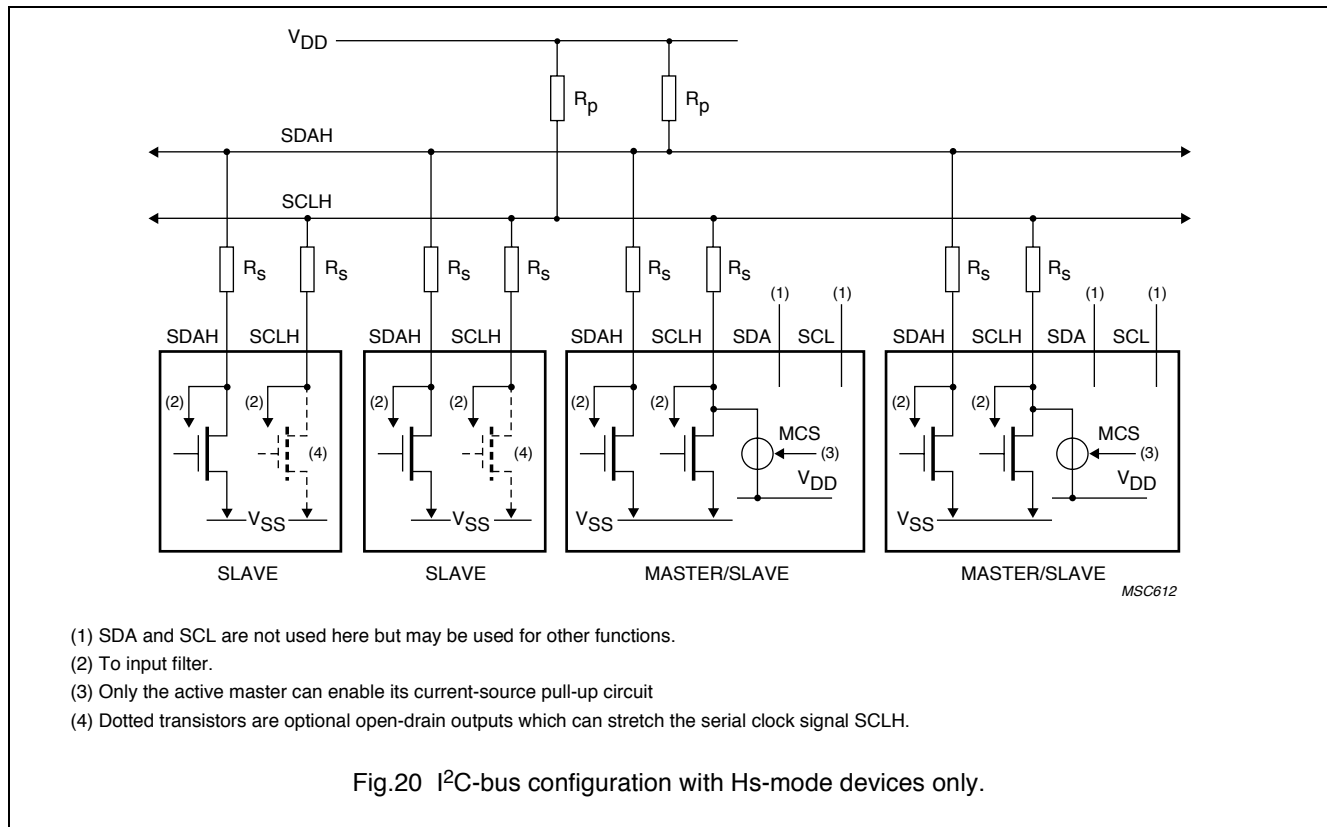 VDD
Rp Rp
SDAH
SCLH
Rs Rs Rs Rs Rs Rs Rs Rs
(1) (1) (1) (1)
SDAH SCLH SDAH SCLH SDAH SCLH SDA SCL SDAH SCLH SDA SCL
(2) (2) (2) (2) (2) (2) (2) (2)
MCS MCS
(4) (4) (3) (3)
VDD VDD
VSS VSS VSS VSS
SLAVE SLAVE MASTER/SLAVE MASTER/SLAVE
MSC612
(1) SDA and SCL are not used here but may be used for other functions.
(2) To input filter.
(3) Only the active master can enable its current-source pull-up circuit
(4) Dotted transistors are optional open-drain outputs which can stretch the serial clock signal SCLH.
Fig.20 I²C-bus configuration with Hs-mode devices only.